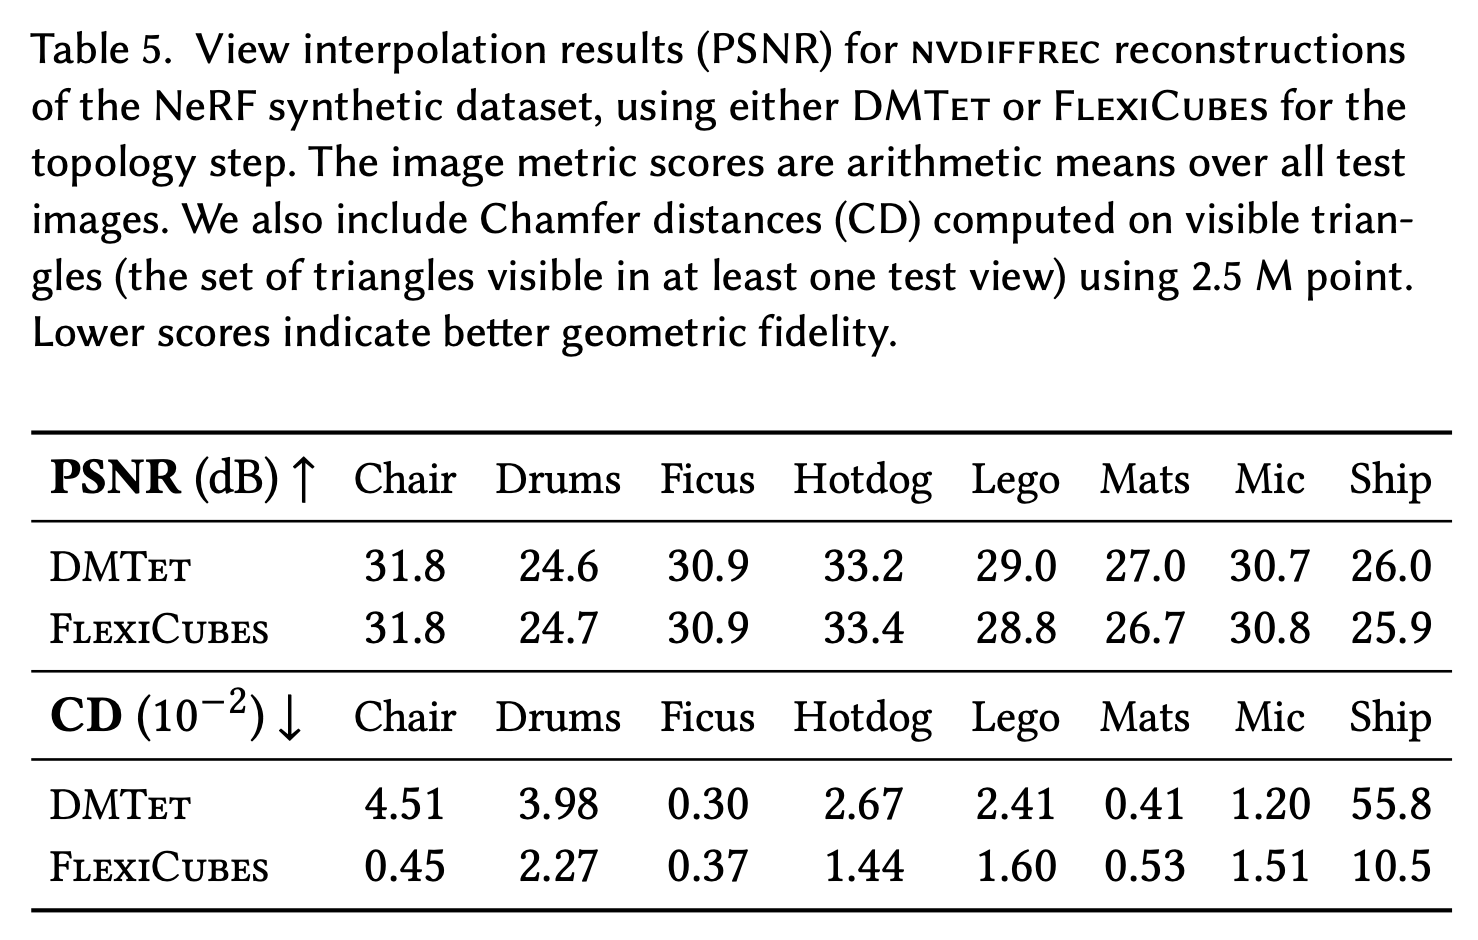 Table 5. View interpolation results (PSNR) for NVDIFFREC reconstructions
of the NeRF synthetic dataset, using either DMTET or FLEXICUBES for the
topology step. The image metric scores are arithmetic means over all test
images. We also include Chamfer distances (CD) computed on visible trian-
gles (the set of triangles visible in at least one test view) using 2.5 M point.
Lower scores indicate better geometric fidelity.
PSNR (dB) ↑ Chair Drums Ficus Hotdog Lego Mats Mic Ship
DMTET 31.8 24.6 30.9 33.2 29.0 27.0 30.7 26.0
FLEXICUBES 31.8 24.7 30.9 33.4 28.8 26.7 30.8 25.9
CD (10⁻²) ↓ Chair Drums Ficus Hotdog Lego Mats Mic Ship
DMTET 4.51 3.98 0.30 2.67 2.41 0.41 1.20 55.8
FLEXICUBES 0.45 2.27 0.37 1.44 1.60 0.53 1.51 10.5